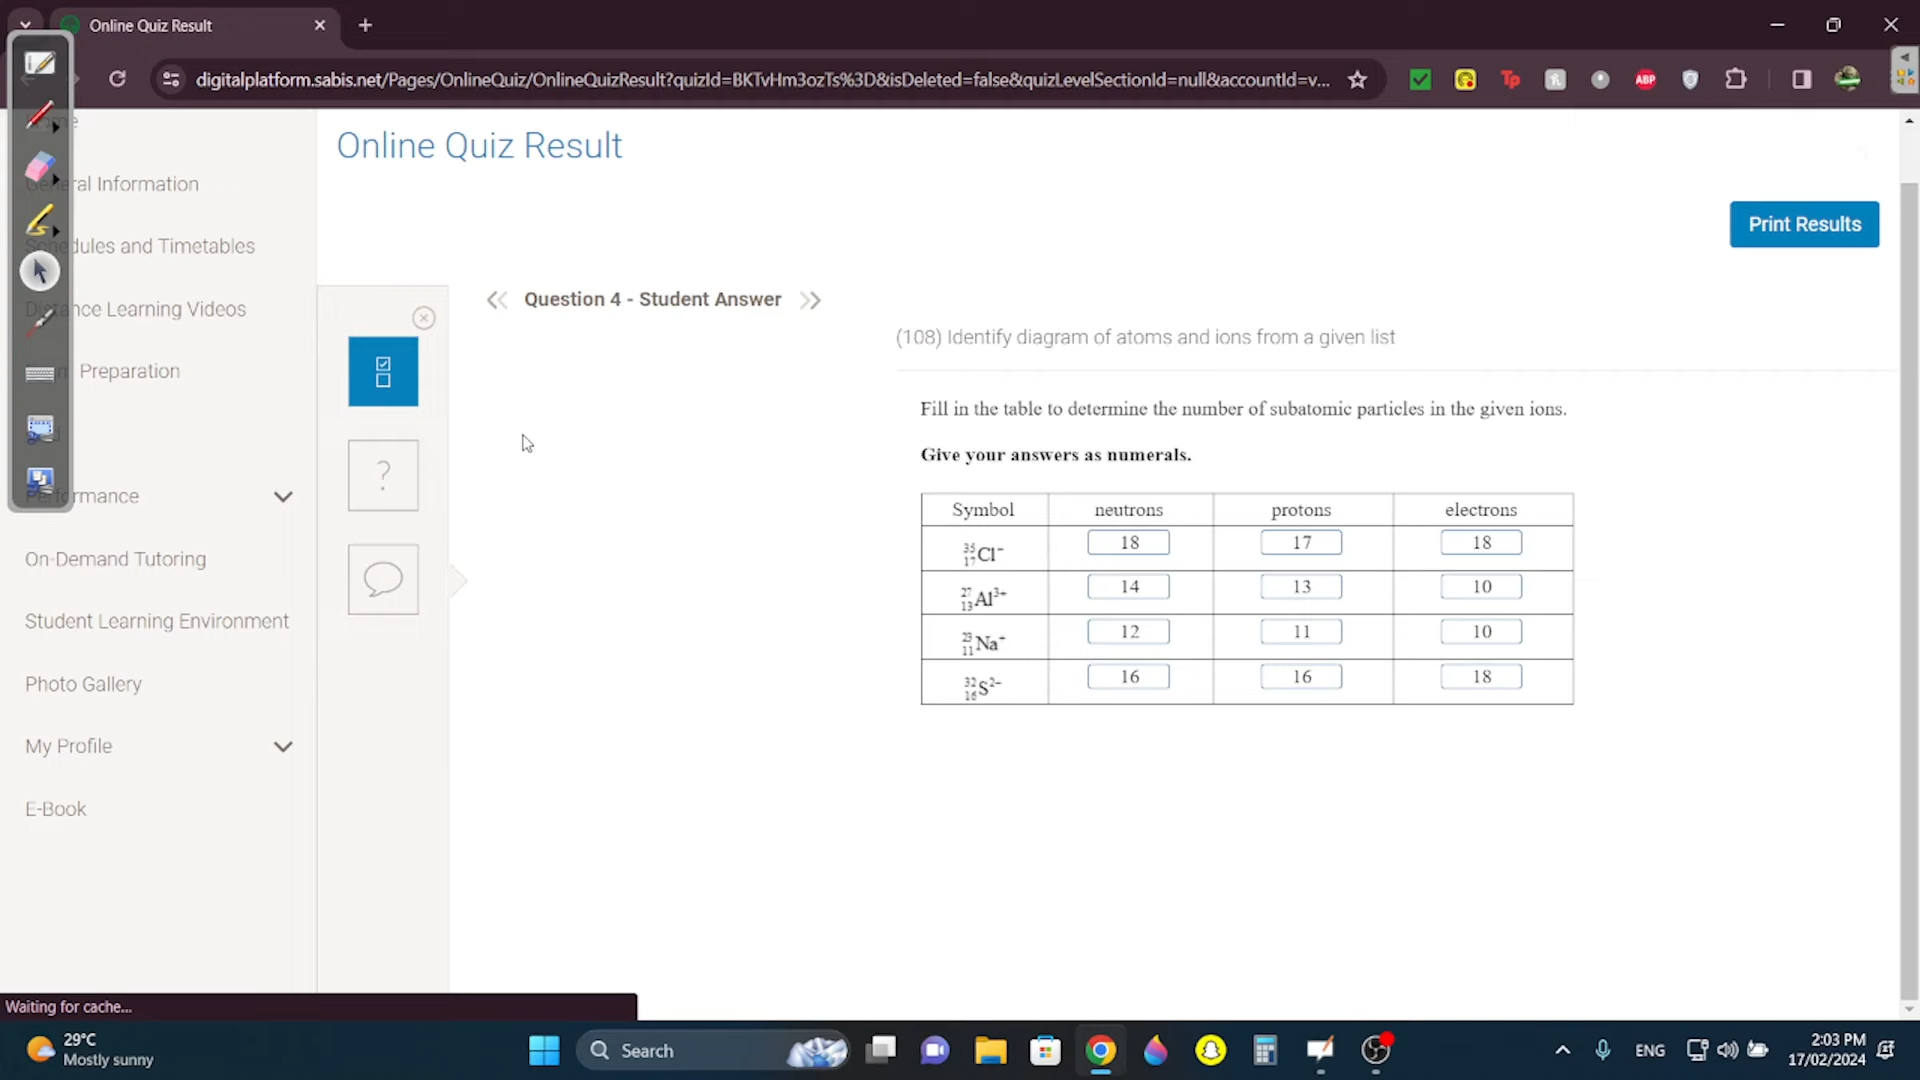 Online Quiz Result
digitalplatform.sabis.net/Pages/OnlineQuiz/OnlineQuizResult?quizId=BKTvHm3ozTs%3D&isDeleted=false&quizLevelSectionId=null&accountId=v...
Tp
ABP
Online Quiz Result
ral Information
Schedules and Timetables
Distance Learning Videos
Preparation
rmance
On-Demand Tutoring
Student Learning Environment
Photo Gallery
My Profile
E-Book
Print Results
Question 4 - Student Answer
?
(108) Identify diagram of atoms and ions from a given list
Fill in the table to determine the number of subatomic particles in the given ions.
Give your answers as numerals.
Symbol neutrons protons electrons
³⁵₁₇Cl⁻ 18 17 18
²⁷₁₃Al³⁺ 14 13 10
²³₁₁Na⁺ 12 11 10
³²₁₆S²⁻ 16 16 18
Waiting for cache...
29°C
Mostly sunny
Search
ENG
2:03 PM
17/02/2024